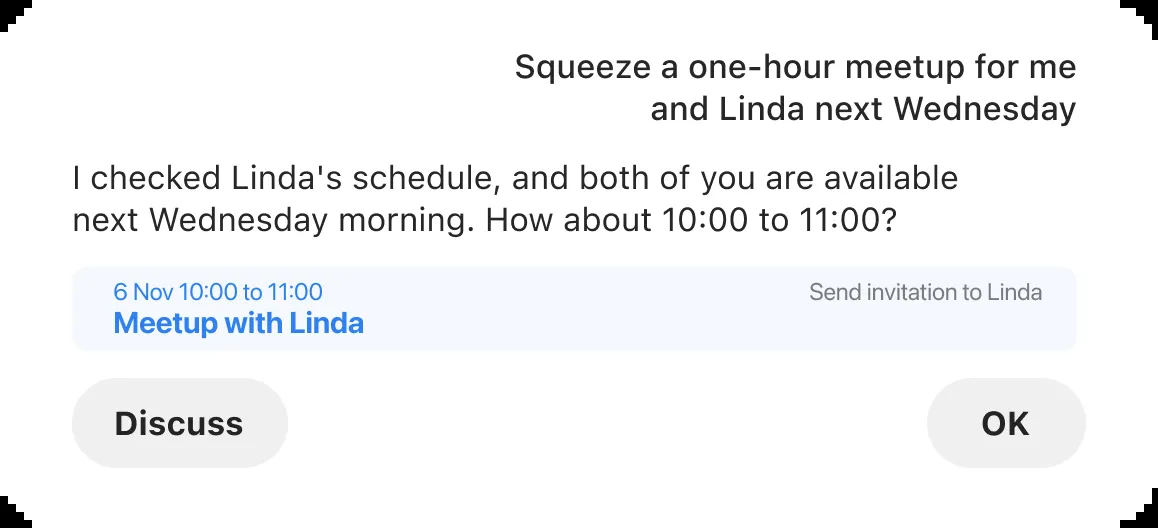 Squeeze a one-hour meetup for me
and Linda next Wednesday
I checked Linda's schedule, and both of you are available
next Wednesday morning. How about 10:00 to 11:00?
6 Nov 10:00 to 11:00
Send invitation to Linda
Meetup with Linda
Discuss
OK